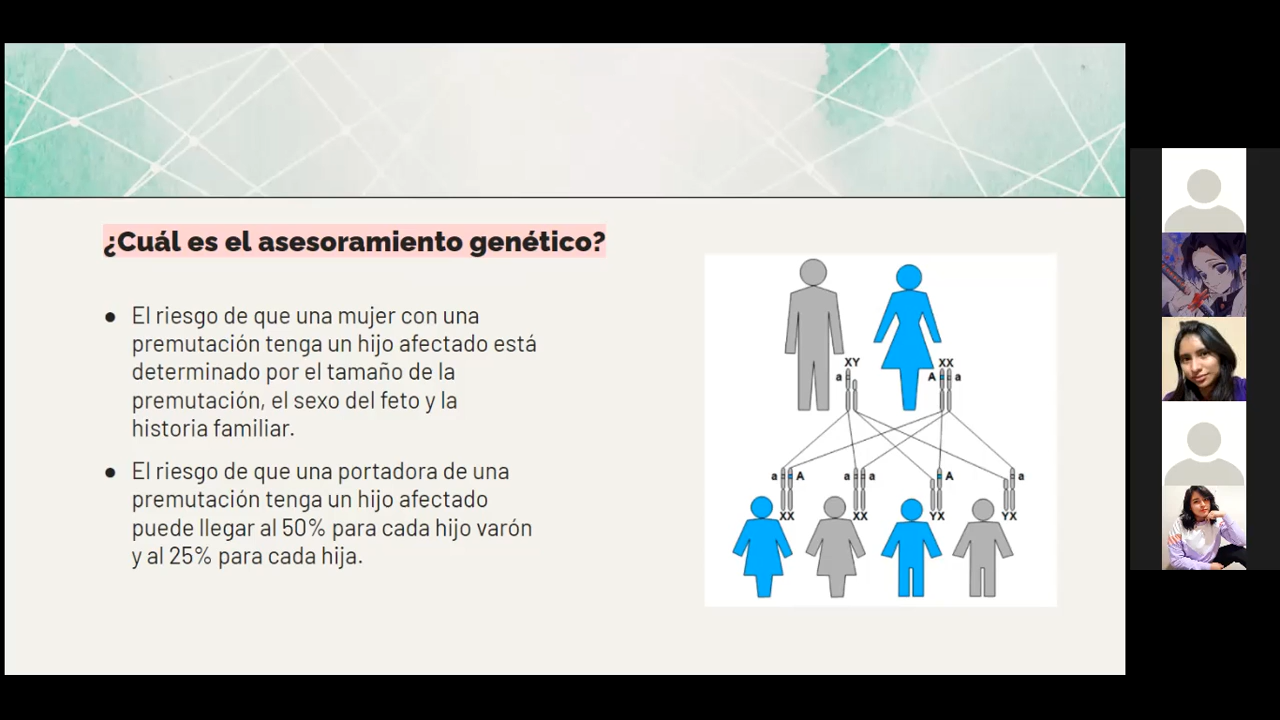 ¿Cuál es el asesoramiento genético?
● El riesgo de que una mujer con una
premutación tenga un hijo afectado está
determinado por el tamaño de la
premutación, el sexo del feto y la
historia familiar.
● El riesgo de que una portadora de una
premutación tenga un hijo afectado
puede llegar al 50% para cada hijo varón
y al 25% para cada hija.
XY XX
a A a
a A a a A a
XX XX YX YX